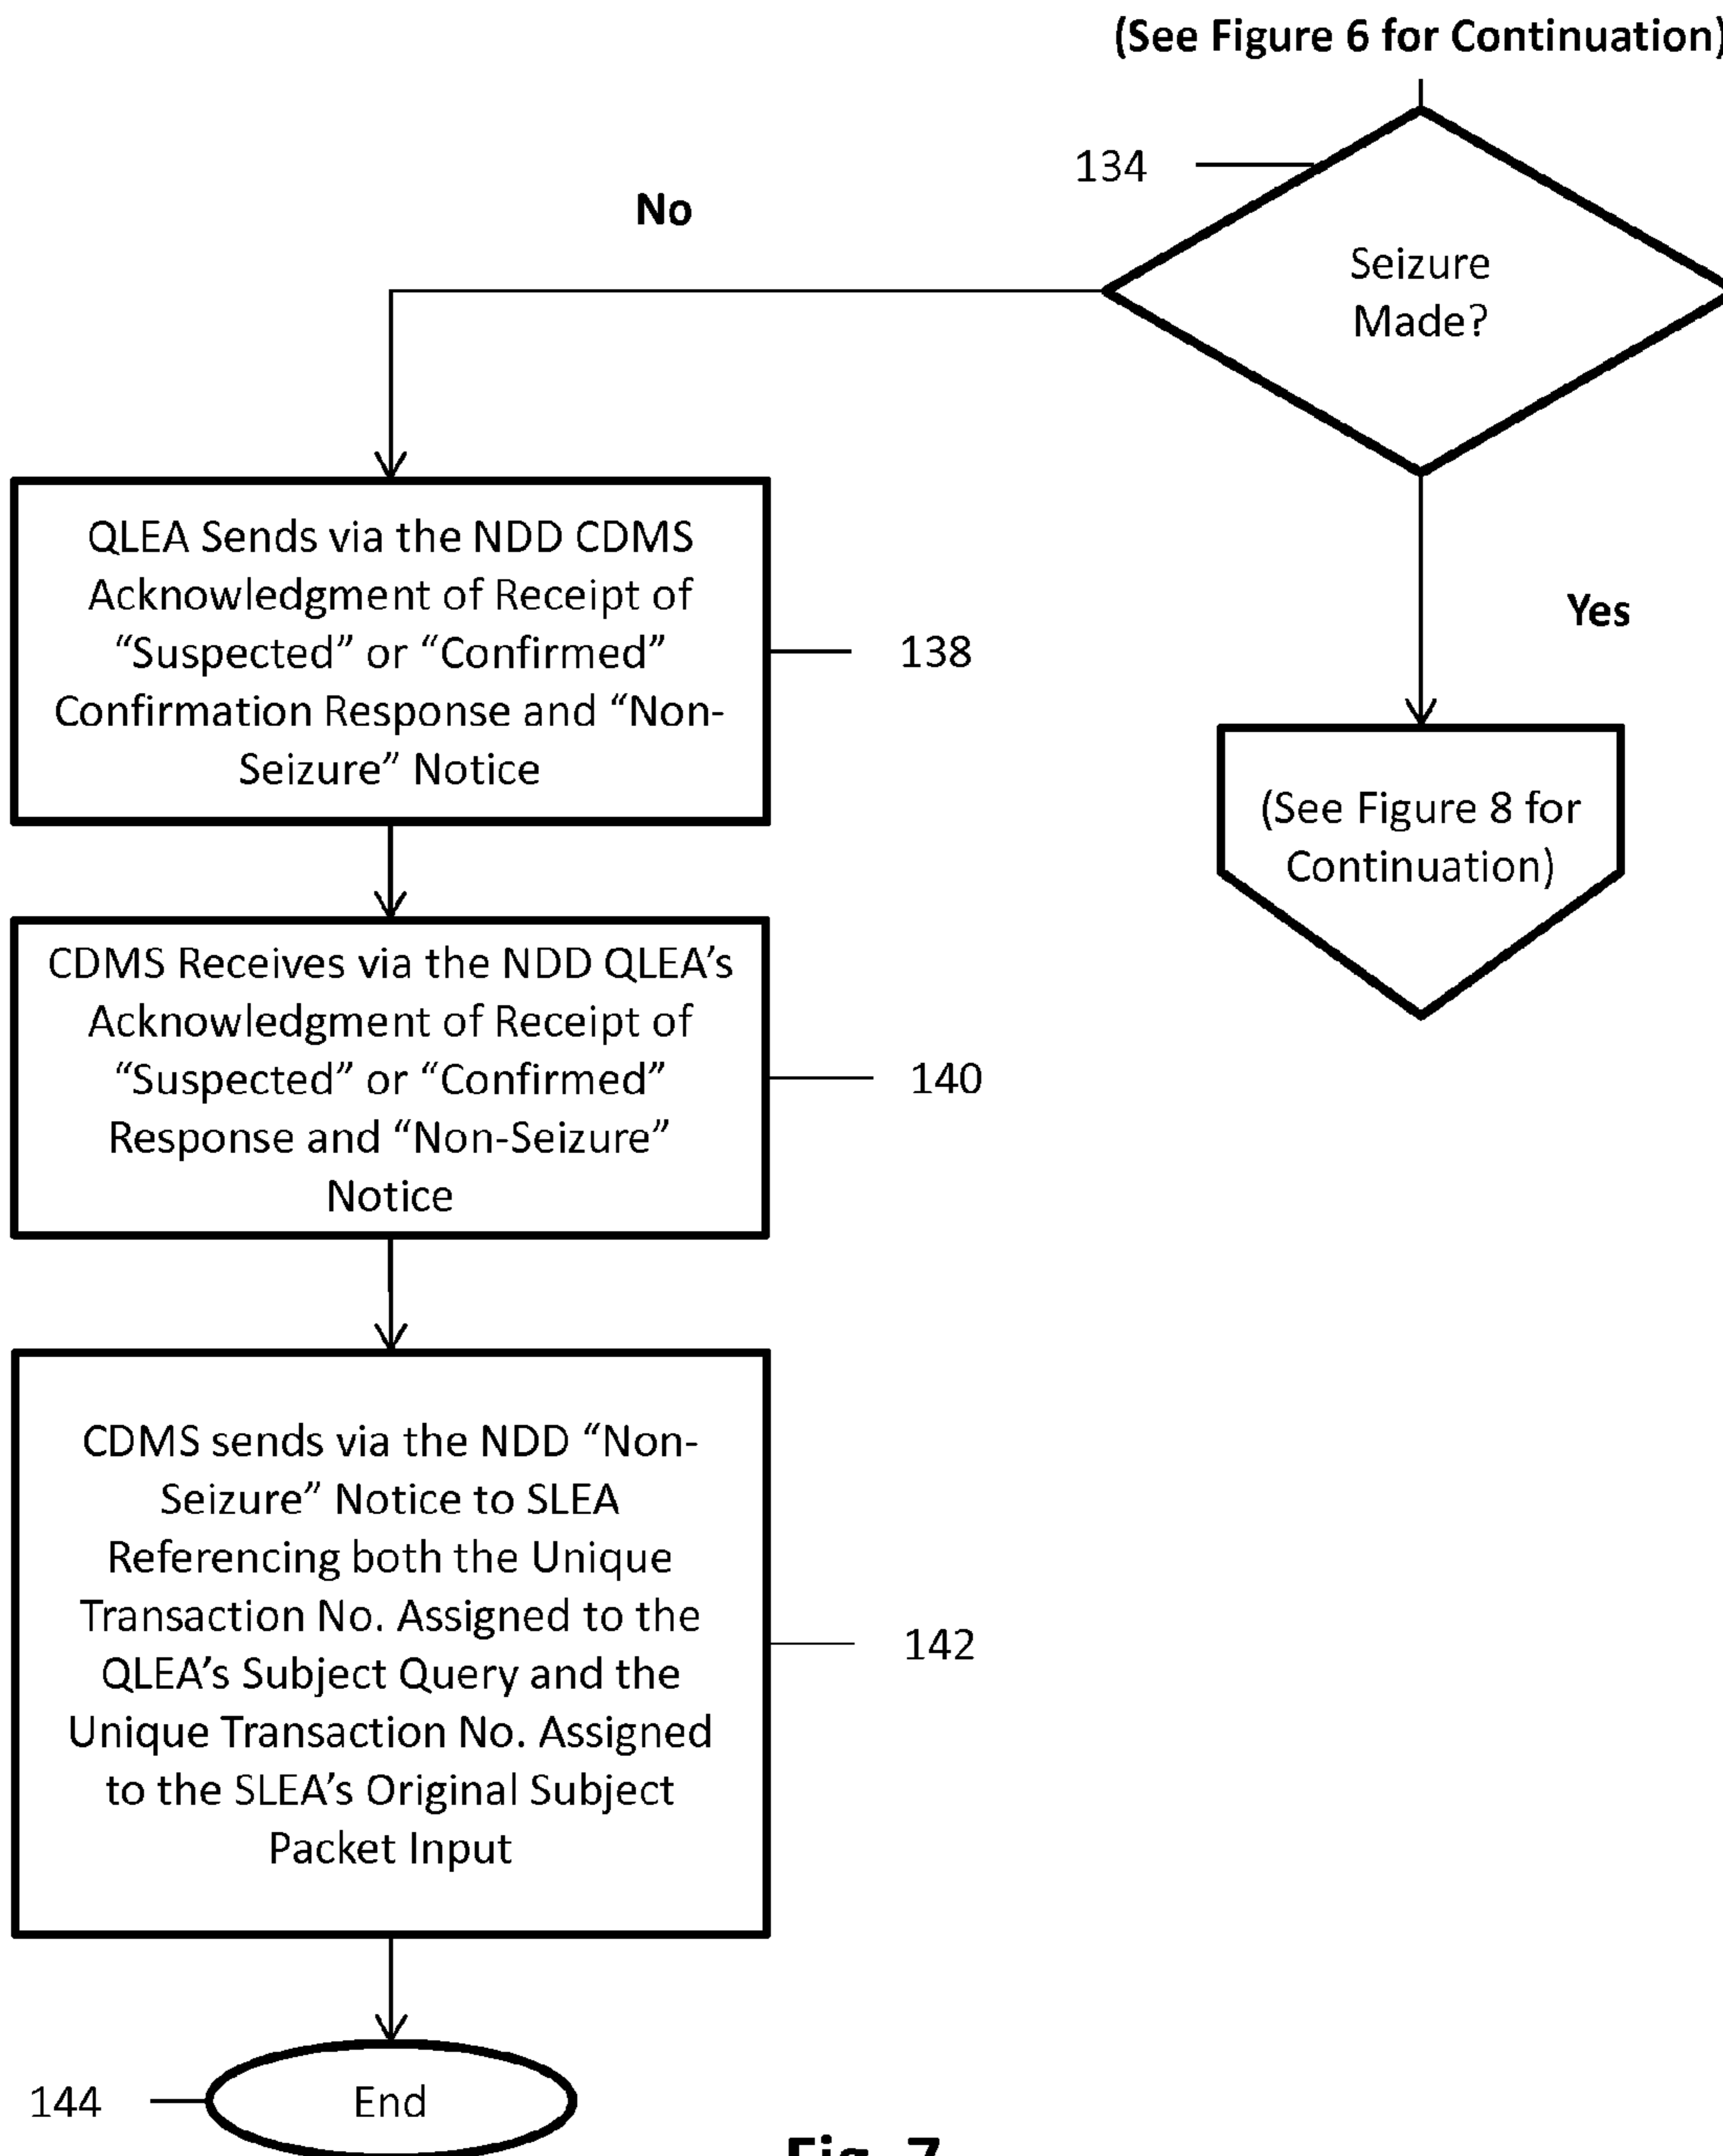 (See Figure 6 for Continuation)
134
No
Seizure
Made?
Yes
QLEA Sends via the NDD CDMS
Acknowledgment of Receipt of
“Suspected” or “Confirmed”
Confirmation Response and “Non-
Seizure” Notice
138
(See Figure 8 for
Continuation)
CDMS Receives via the NDD QLEA’s
Acknowledgment of Receipt of
“Suspected” or “Confirmed”
Response and “Non-Seizure”
Notice
140
CDMS sends via the NDD “Non-
Seizure” Notice to SLEA
Referencing both the Unique
Transaction No. Assigned to the
QLEA’s Subject Query and the
Unique Transaction No. Assigned
to the SLEA’s Original Subject
Packet Input
142
144
End
Fig. 7